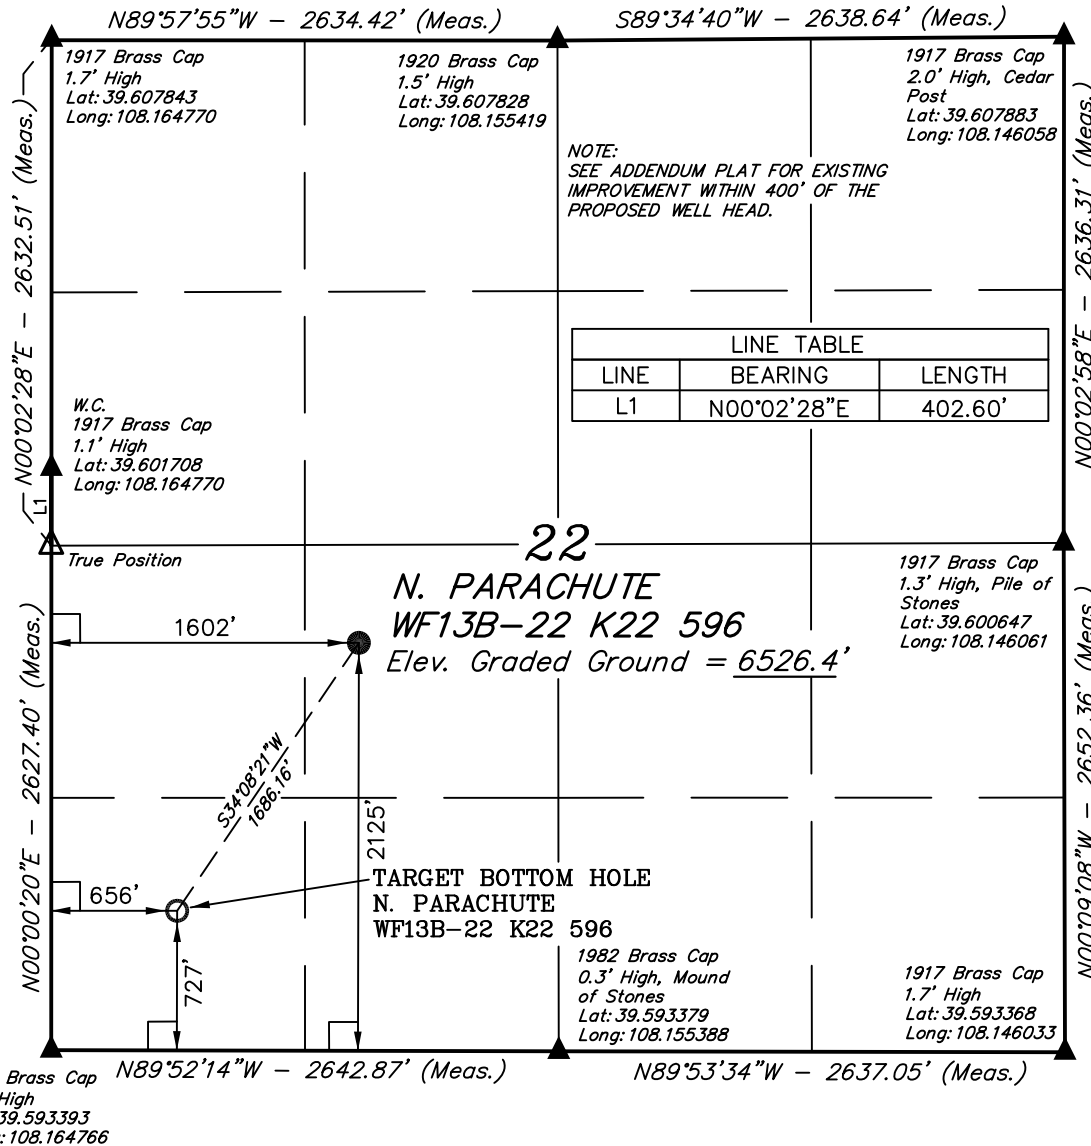 N89°57'55"W – 2634.42' (Meas.)
S89°34'40"W – 2638.64' (Meas.)
1917 Brass Cap
1.7' High
Lat: 39.607843
Long: 108.164770
1920 Brass Cap
1.5' High
Lat: 39.607828
Long: 108.155419
1917 Brass Cap
2.0' High, Cedar
Post
Lat: 39.607883
Long: 108.146058
NOTE:
SEE ADDENDUM PLAT FOR EXISTING
IMPROVEMENT WITHIN 400' OF THE
PROPOSED WELL HEAD.
N00°02'28"E – 2632.51' (Meas.)
N00°02'58"E – 2636.31' (Meas.)
LINE TABLE
LINE BEARING LENGTH
L1 N00°02'28"E 402.60'
W.C.
1917 Brass Cap
1.1' High
Lat: 39.601708
Long: 108.164770
L1
True Position
22
N. PARACHUTE
WF13B–22 K22 596
Elev. Graded Ground = 6526.4'
1917 Brass Cap
1.3' High, Pile of
Stones
Lat: 39.600647
Long: 108.146061
1602'
N00°00'20"E – 2627.40' (Meas.)
N00°09'08"W – 2652.36' (Meas.)
S34°08'21"W
1686.16'
2125'
656'
727'
TARGET BOTTOM HOLE
N. PARACHUTE
WF13B–22 K22 596
1982 Brass Cap
0.3' High, Mound
of Stones
Lat: 39.593379
Long: 108.155388
1917 Brass Cap
1.7' High
Lat: 39.593368
Long: 108.146033
Brass Cap
High
39.593393
: 108.164766
N89°52'14"W – 2642.87' (Meas.)
N89°53'34"W – 2637.05' (Meas.)